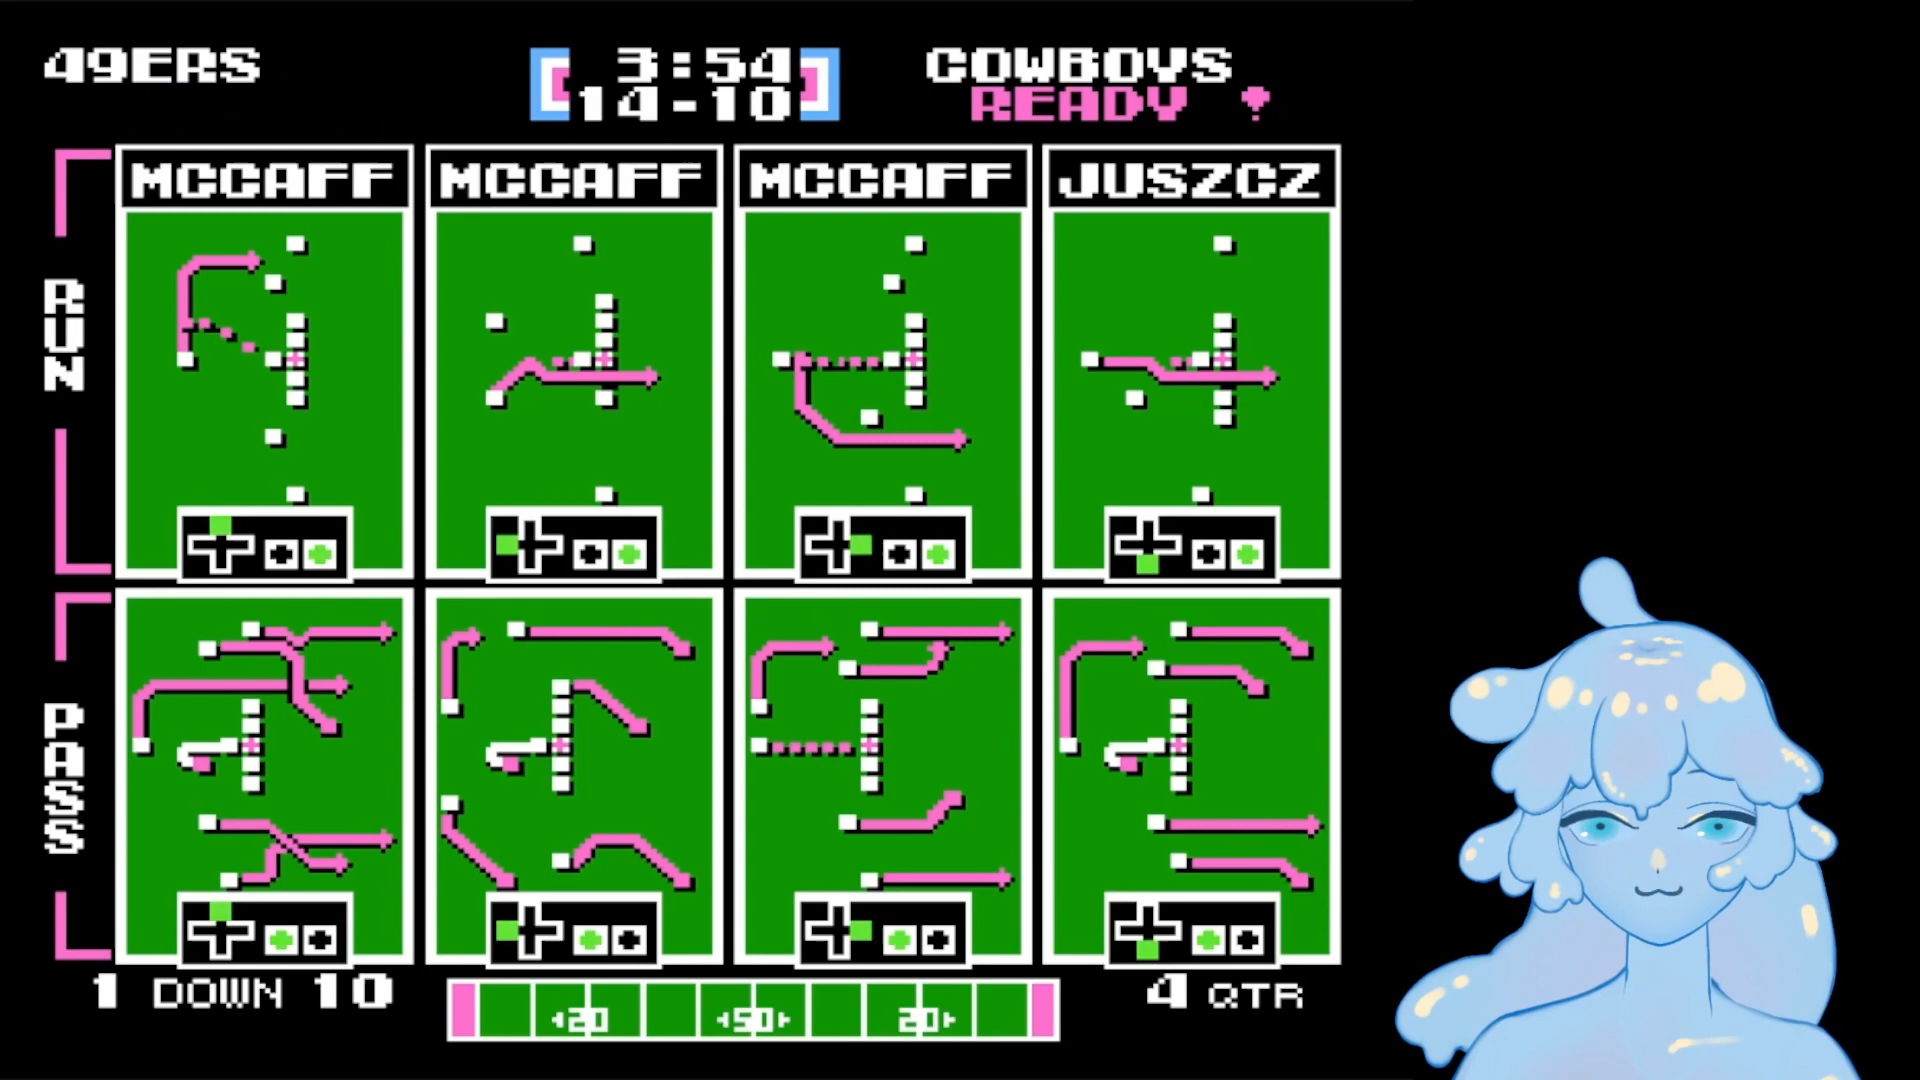 49ERS 3:54 COWBOYS
14-10 READY !
MCCAFF MCCAFF MCCAFF JUSZCZ
RUN
PASS
1 DOWN 10
20 50 20
4 QTR